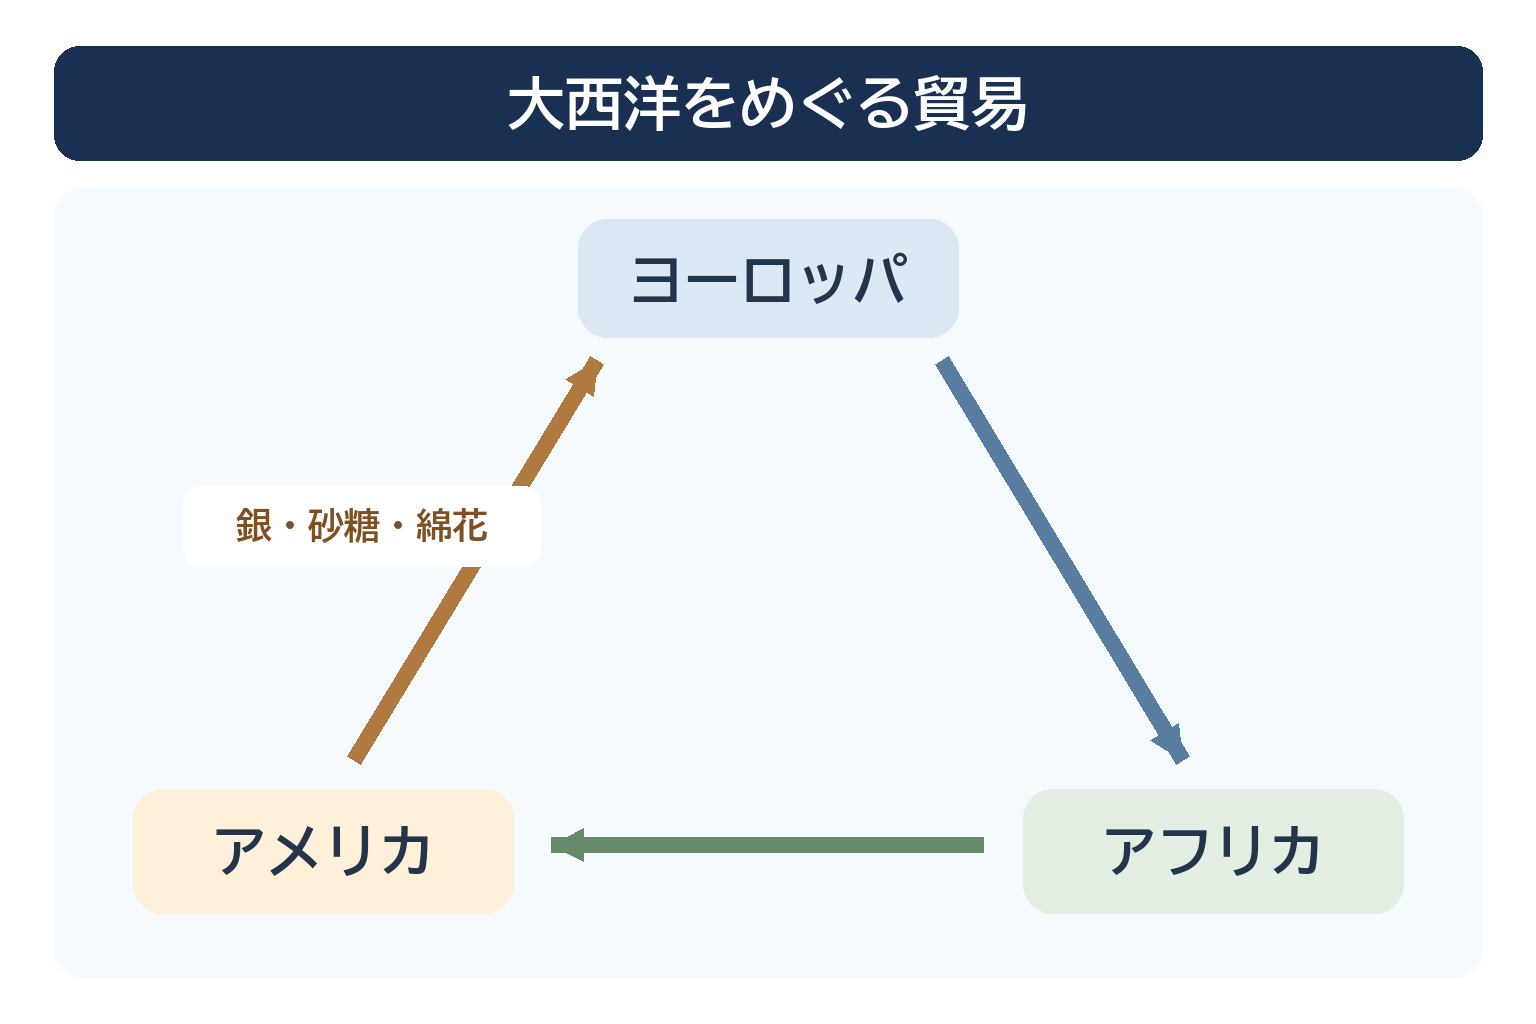 大西洋をめぐる貿易
ヨーロッパ
銀・砂糖・綿花
アメリカ
アフリカ